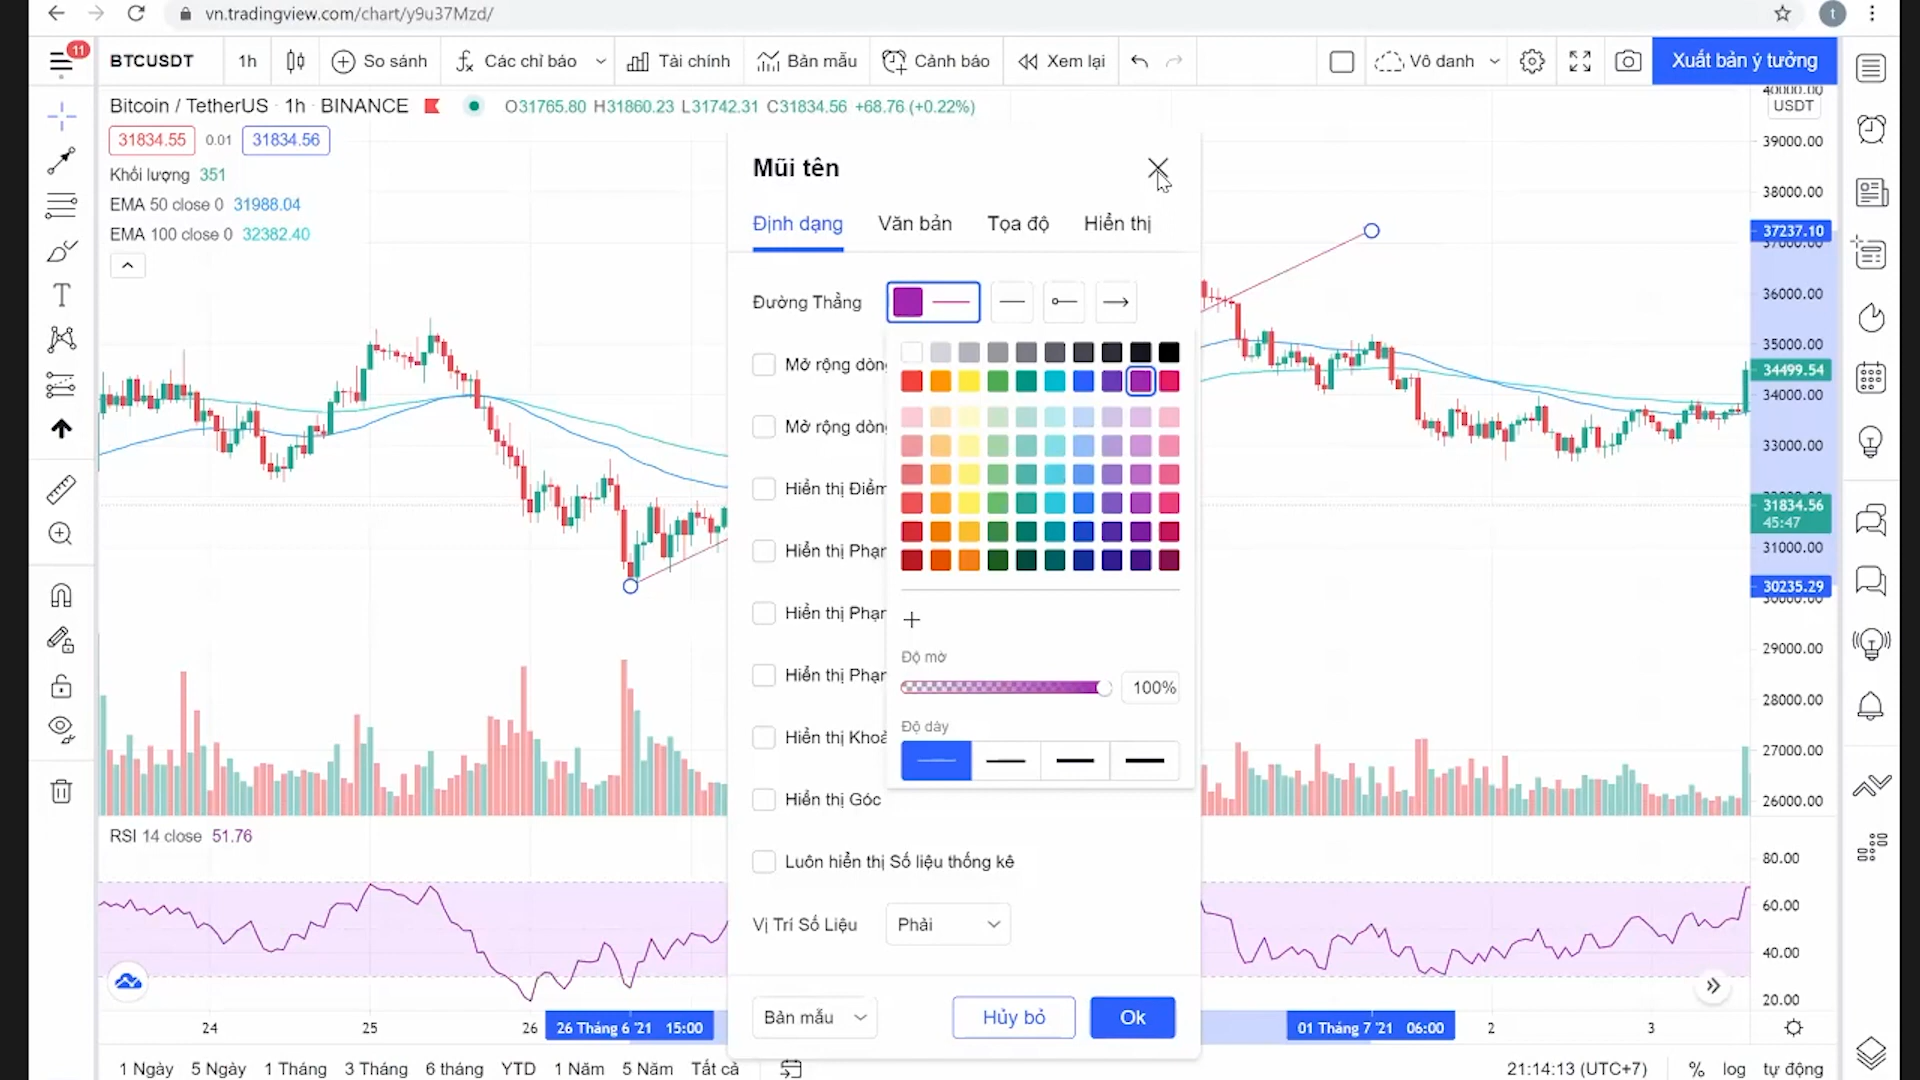 vn.tradingview.com/chart/y9u37Mzd/
t
11
BTCUSDT 1h So sánh Các chỉ báo Tài chính Bản mẫu Cảnh báo Xem lại Vô danh Xuất bản ý tưởng
Bitcoin / TetherUS · 1h · BINANCE O31765.80 H31860.23 L31742.31 C31834.56 +68.76 (+0.22%)
31834.55 0.01 31834.56
Khối lượng 351
EMA 50 close 0 31988.04
EMA 100 close 0 32382.40
Mũi tên
Định dạng Văn bản Tọa độ Hiển thị
Đường Thẳng
Mở rộng dòng
Mở rộng dòng
Hiển thị Điểm
Hiển thị Phạm
Hiển thị Phạm
Hiển thị Phạm
Hiển thị Khoả
Hiển thị Góc
Luôn hiển thị Số liệu thống kê
Vị Trí Số Liệu Phải
Độ mờ
100%
Độ dày
Bản mẫu Hủy bỏ Ok
40000.00
USDT
39000.00
38000.00
37237.10
37000.00
36000.00
35000.00
34499.54
34000.00
33000.00
31834.56
45:47
31000.00
30235.29
30000.00
29000.00
28000.00
27000.00
26000.00
RSI 14 close 51.76
80.00
60.00
40.00
20.00
24 25 26 26 Tháng 6 '21 15:00 01 Tháng 7 '21 06:00 2 3
1 Ngày 5 Ngày 1 Tháng 3 Tháng 6 tháng YTD 1 Năm 5 Năm Tất cả 21:14:13 (UTC+7) % log tự động